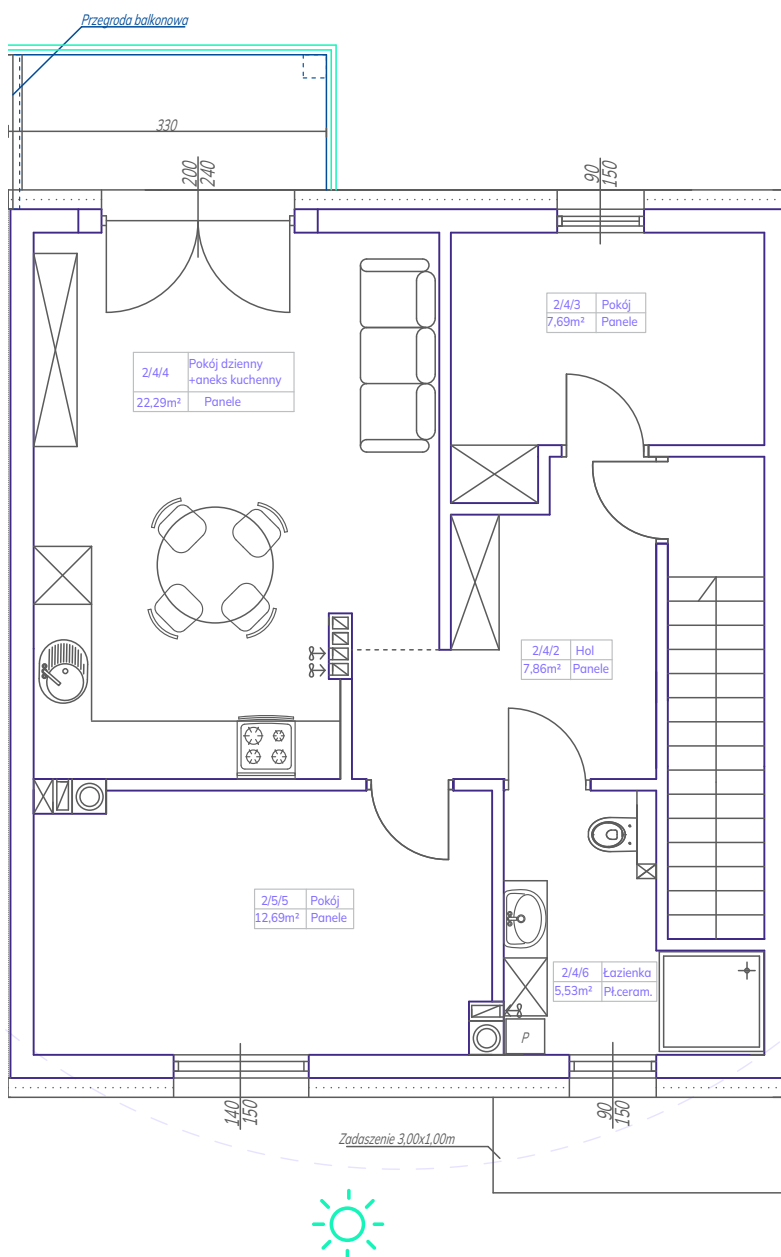 Przegroda balkonowa
330
200
240
90
150
2/4/3 Pokój
7,69m² Panele
2/4/4 Pokój dzienny
+aneks kuchenny
22,29m² Panele
2/4/2 Hol
7,86m² Panele
2/5/5 Pokój
12,69m² Panele
2/4/6 Łazienka
5,53m² Pł.ceram.
P
140
150
90
150
Zadaszenie 3,00x1,00m